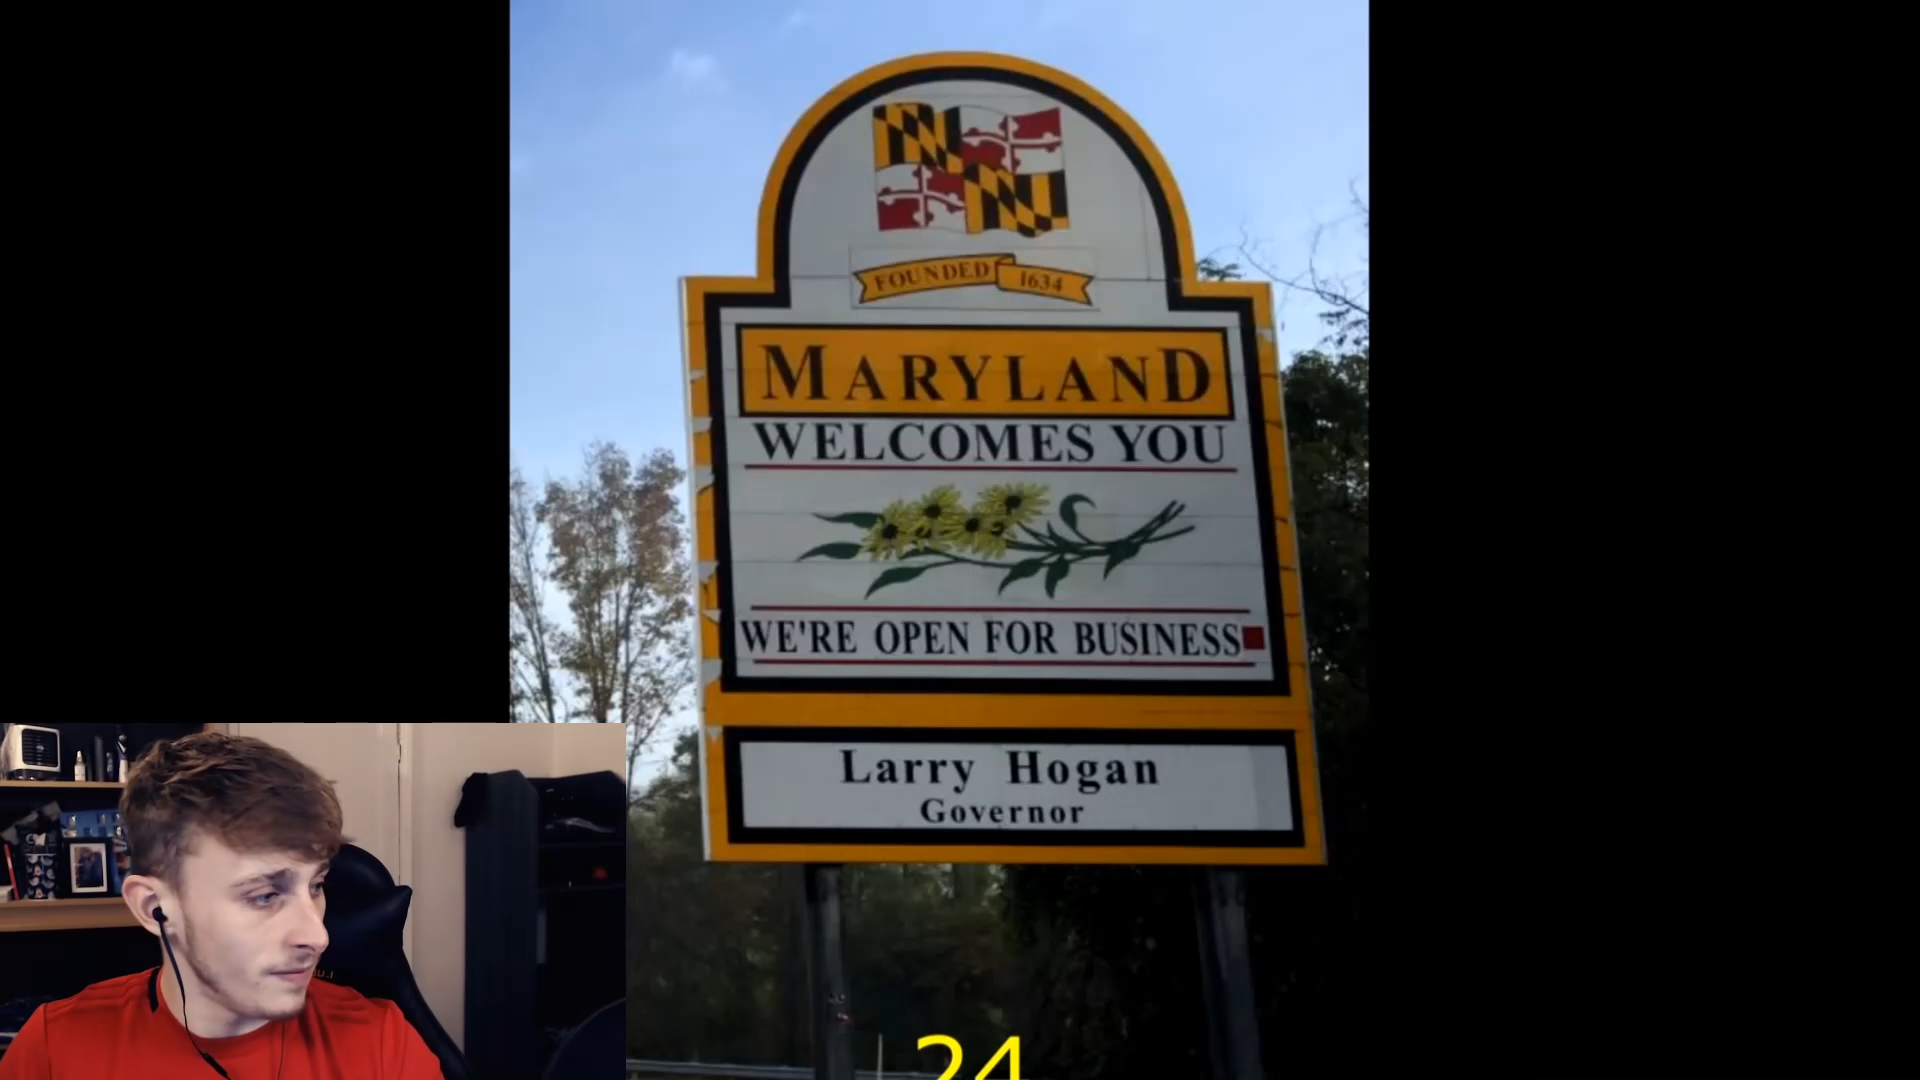 FOUNDED 1634
MARYLAND
WELCOMES YOU
WE'RE OPEN FOR BUSINESS
Larry Hogan
Governor
24